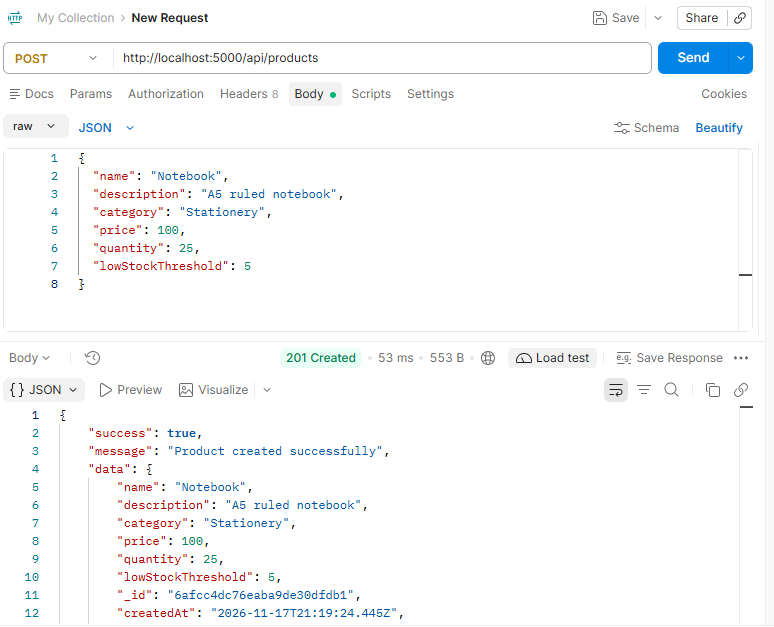 HTTP My Collection > New Request Save Share
POST http://localhost:5000/api/products Send
Docs Params Authorization Headers 8 Body Scripts Settings Cookies
raw JSON Schema Beautify
1 {
2 "name": "Notebook",
3 "description": "A5 ruled notebook",
4 "category": "Stationery",
5 "price": 100,
6 "quantity": 25,
7 "lowStockThreshold": 5
8 }
Body 201 Created • 53 ms • 553 B Load test e.g. Save Response •••
{} JSON Preview Visualize
1 {
2 "success": true,
3 "message": "Product created successfully",
4 "data": {
5 "name": "Notebook",
6 "description": "A5 ruled notebook",
7 "category": "Stationery",
8 "price": 100,
9 "quantity": 25,
10 "lowStockThreshold": 5,
11 "_id": "6afcc4dc76eaba9de30dfdb1",
12 "createdAt": "2026-11-17T21:19:24.445Z",